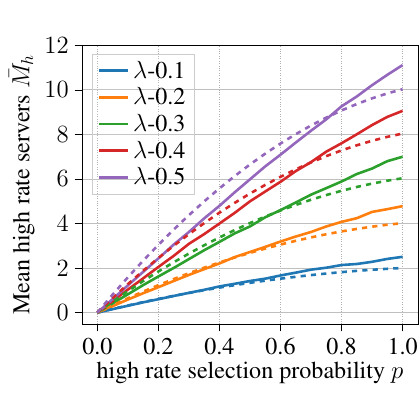 Mean high rate servers M̄ₕ
12
10
8
6
4
2
0
λ-0.1
λ-0.2
λ-0.3
λ-0.4
λ-0.5
0.0 0.2 0.4 0.6 0.8 1.0
high rate selection probability p